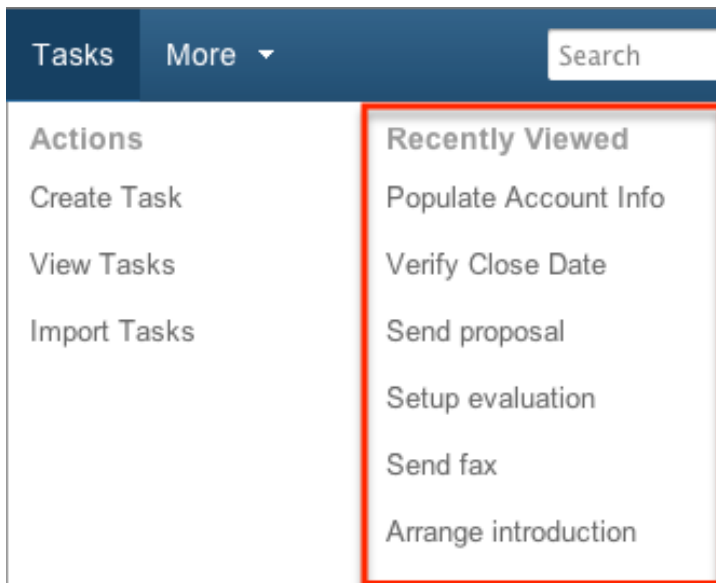 Tasks More Search
Actions
Create Task
View Tasks
Import Tasks
Recently Viewed
Populate Account Info
Verify Close Date
Send proposal
Setup evaluation
Send fax
Arrange introduction